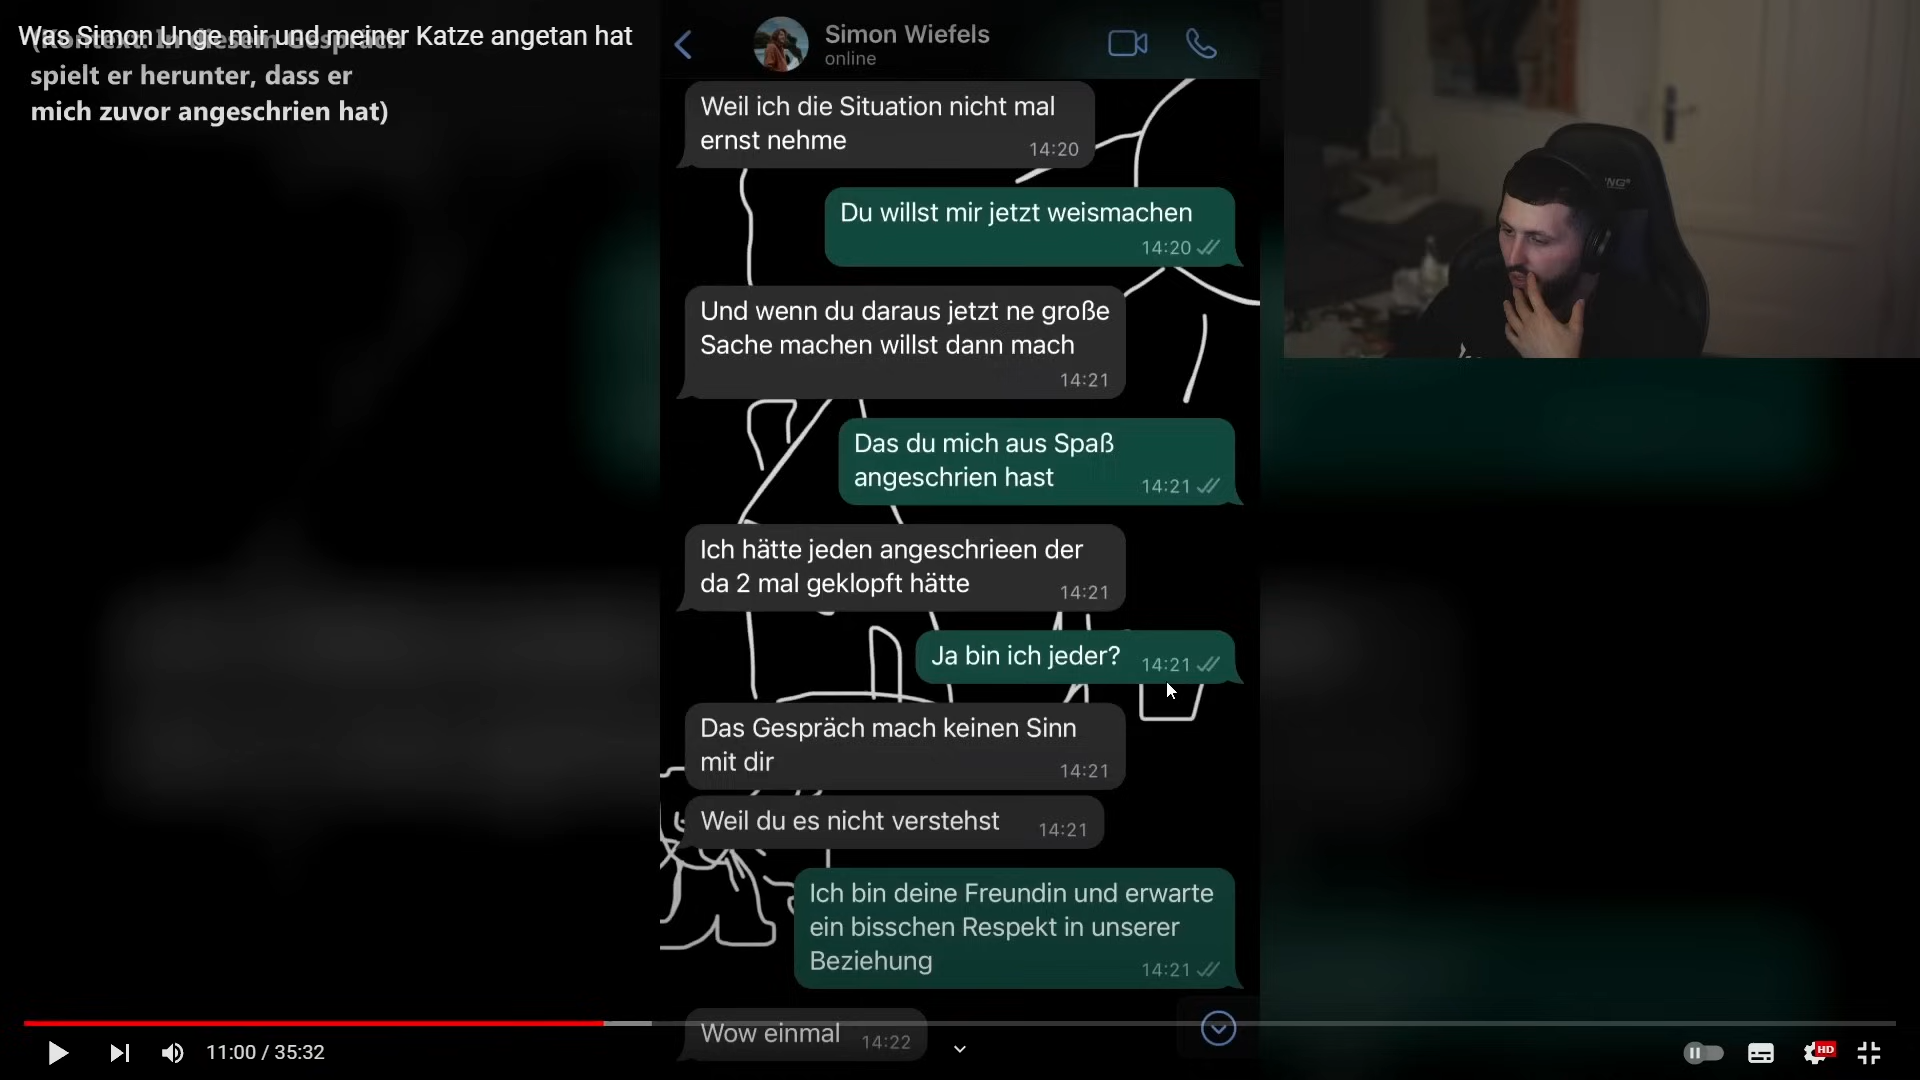 Was Simon Unge mir und meiner Katze angetan hat
(Kontext: In diesem Gespräch
spielt er herunter, dass er
mich zuvor angeschrien hat)
Simon Wiefels
online
Weil ich die Situation nicht mal
ernst nehme
14:20
Du willst mir jetzt weismachen
14:20
Und wenn du daraus jetzt ne große
Sache machen willst dann mach
14:21
Das du mich aus Spaß
angeschrien hast
14:21
Ich hätte jeden angeschrieen der
da 2 mal geklopft hätte
14:21
Ja bin ich jeder?
14:21
Das Gespräch mach keinen Sinn
mit dir
14:21
Weil du es nicht verstehst
14:21
Ich bin deine Freundin und erwarte
ein bisschen Respekt in unserer
Beziehung
14:21
Wow einmal
14:22
11:00 / 35:32
HD